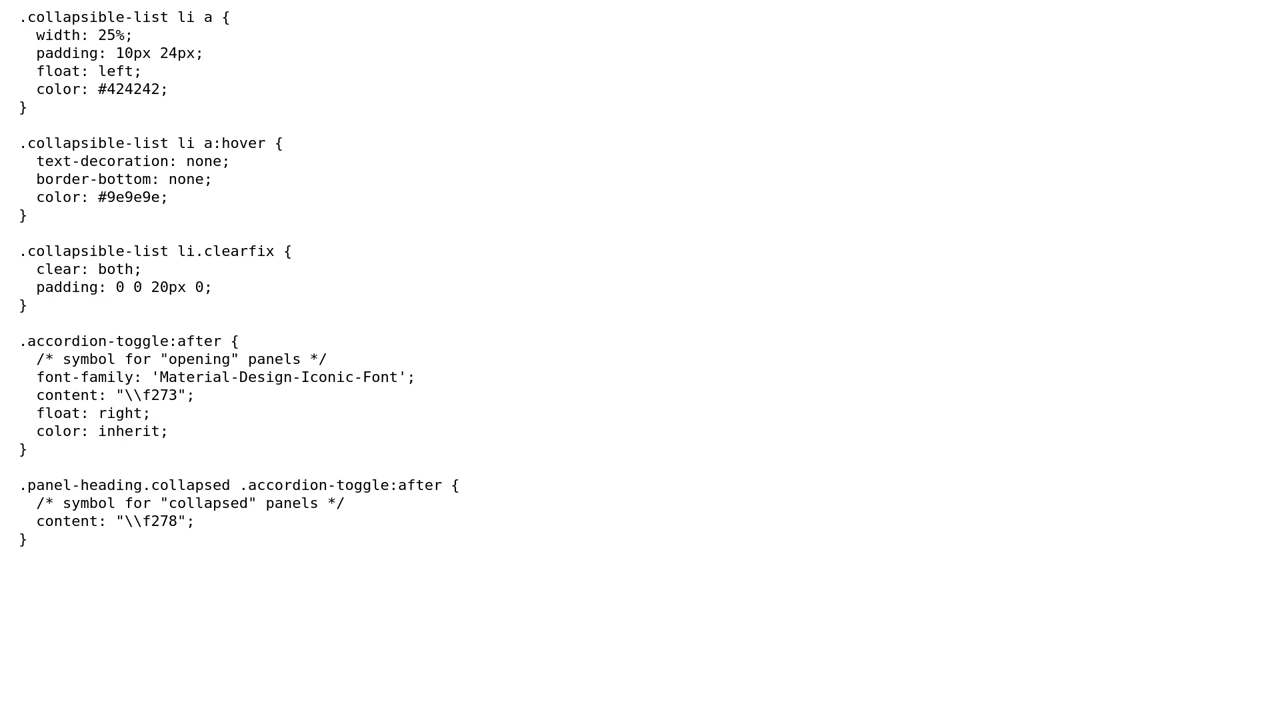 .collapsible-list li a {
  width: 25%;
  padding: 10px 24px;
  float: left;
  color: #424242;
}

.collapsible-list li a:hover {
  text-decoration: none;
  border-bottom: none;
  color: #9e9e9e;
}

.collapsible-list li.clearfix {
  clear: both;
  padding: 0 0 20px 0;
}

.accordion-toggle:after {
  /* symbol for "opening" panels */
  font-family: 'Material-Design-Iconic-Font';
  content: "\\f273";
  float: right;
  color: inherit;
}

.panel-heading.collapsed .accordion-toggle:after {
  /* symbol for "collapsed" panels */
  content: "\\f278";
}